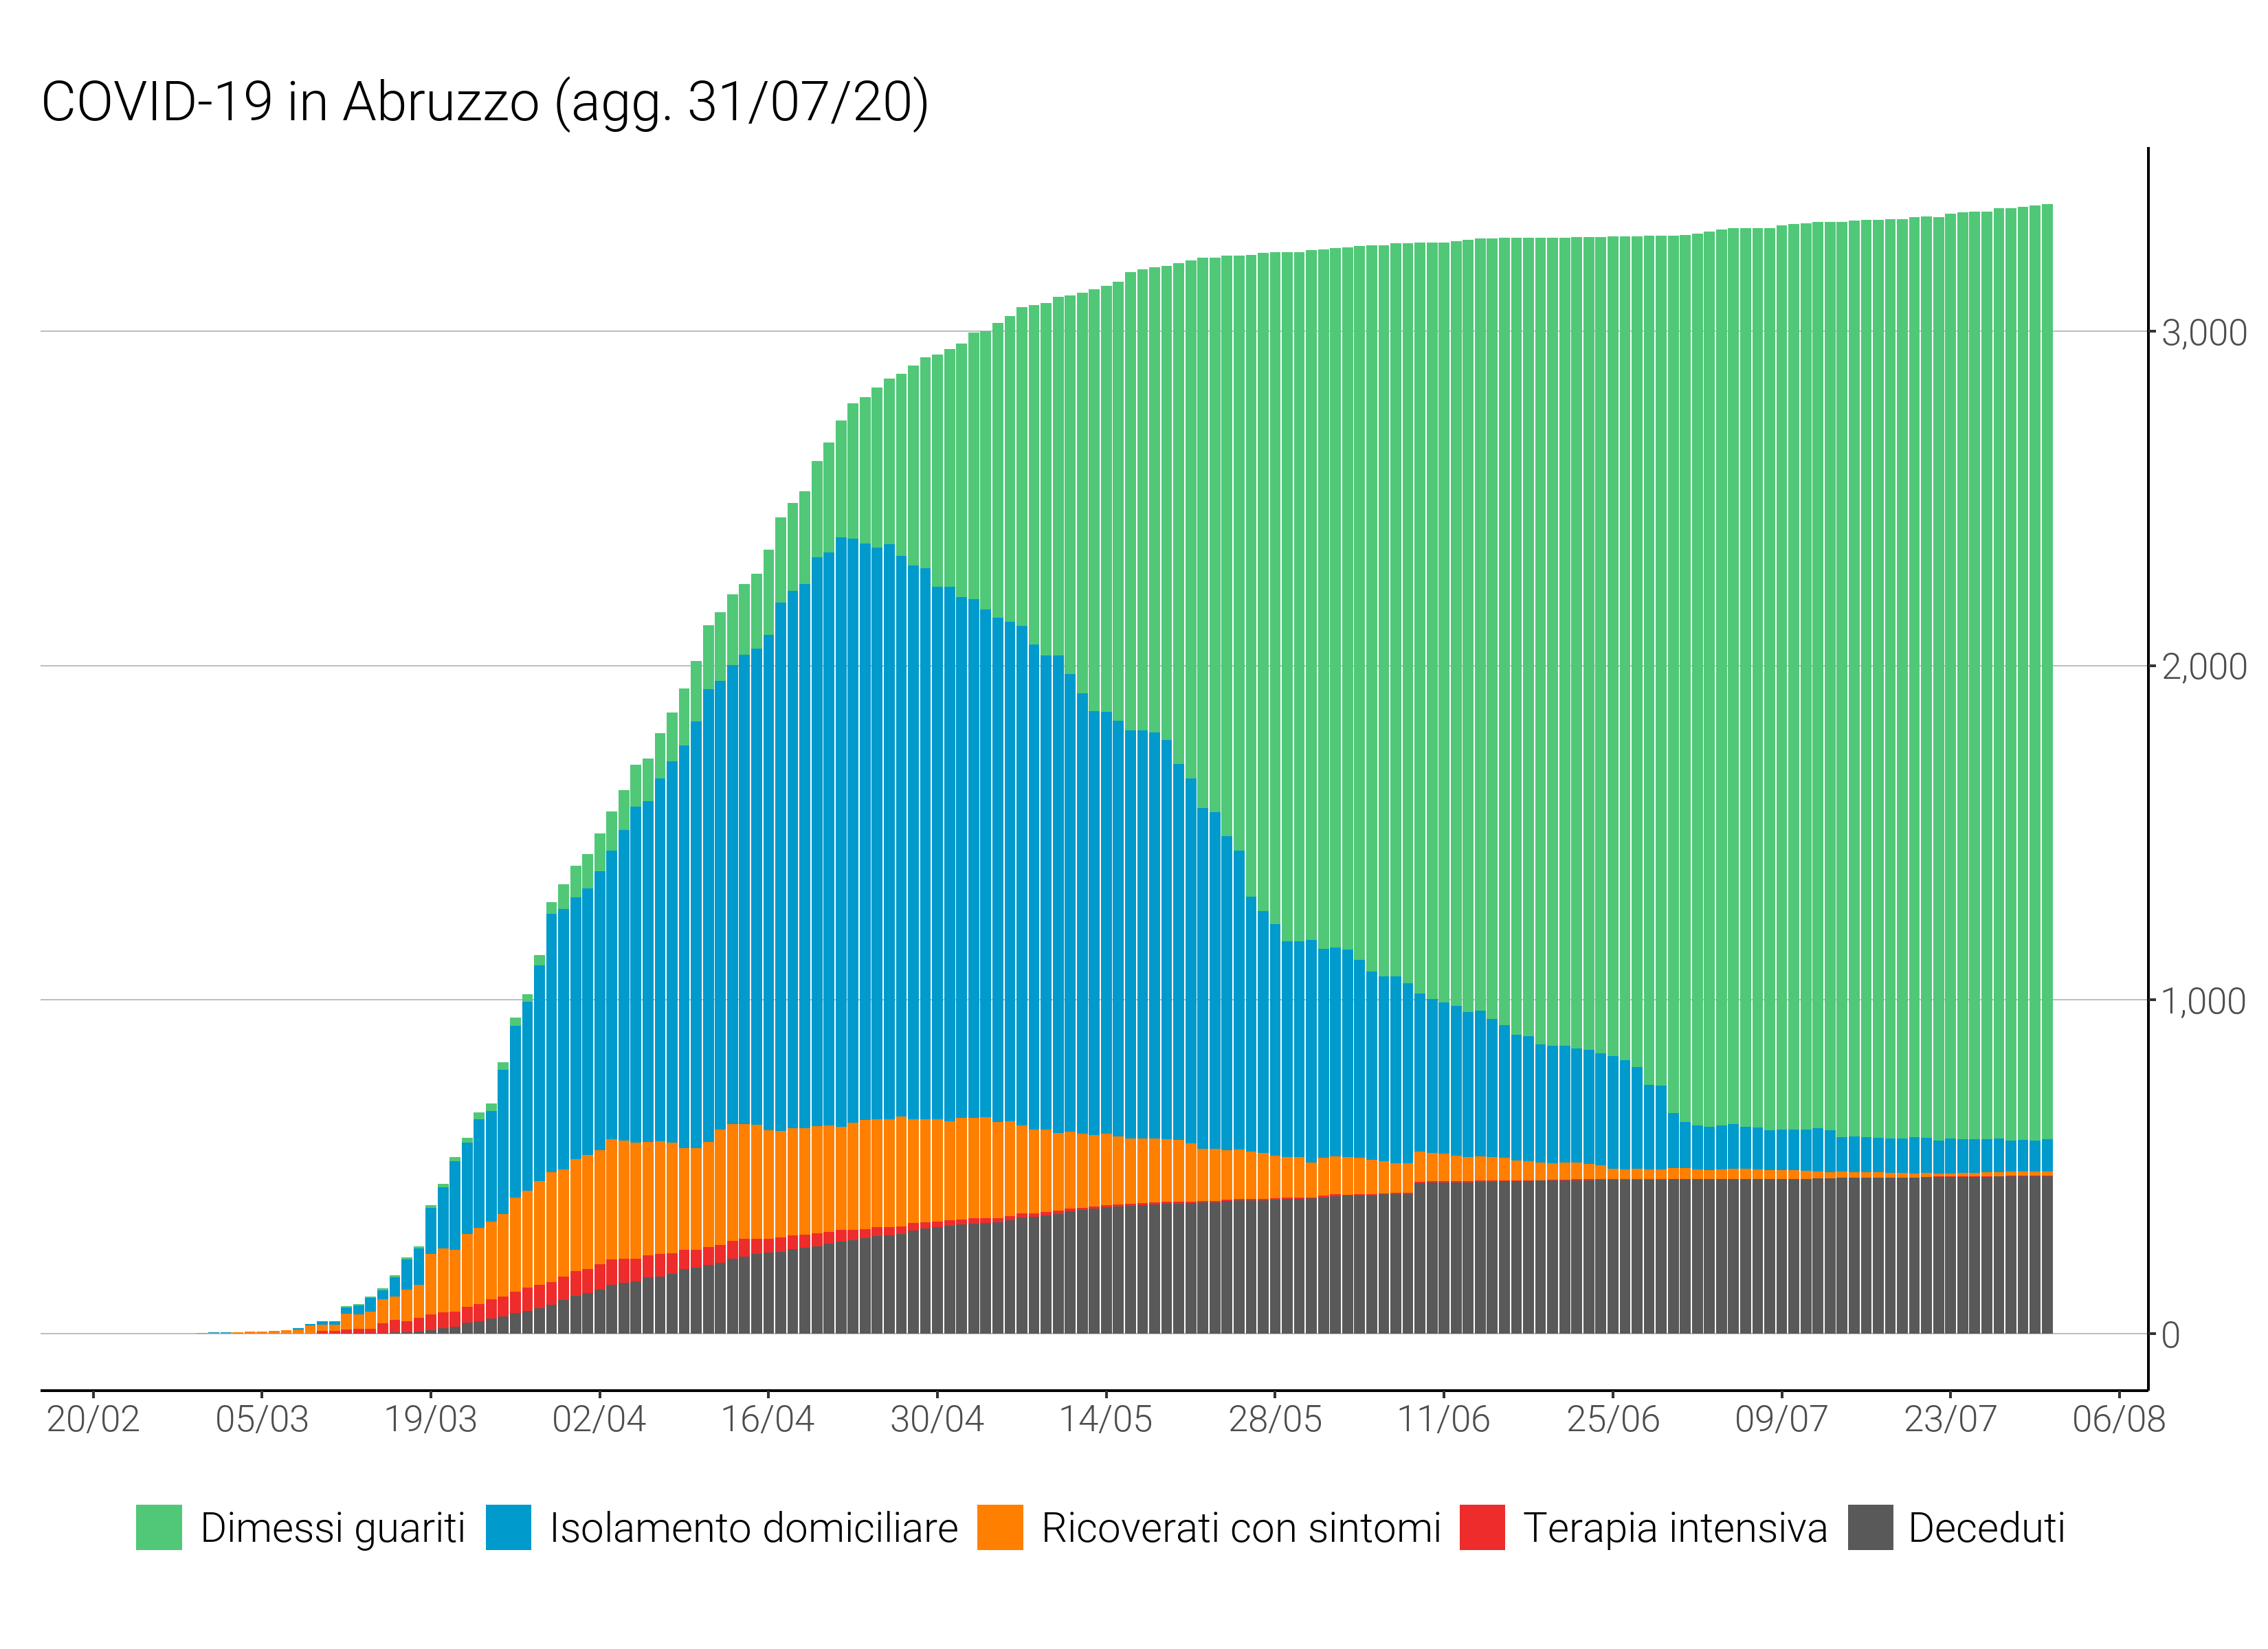 COVID-19 in Abruzzo (agg. 31/07/20)
3,000
2,000
1,000
0
20/02 05/03 19/03 02/04 16/04 30/04 14/05 28/05 11/06 25/06 09/07 23/07 06/08
Dimessi guariti Isolamento domiciliare Ricoverati con sintomi Terapia intensiva Deceduti